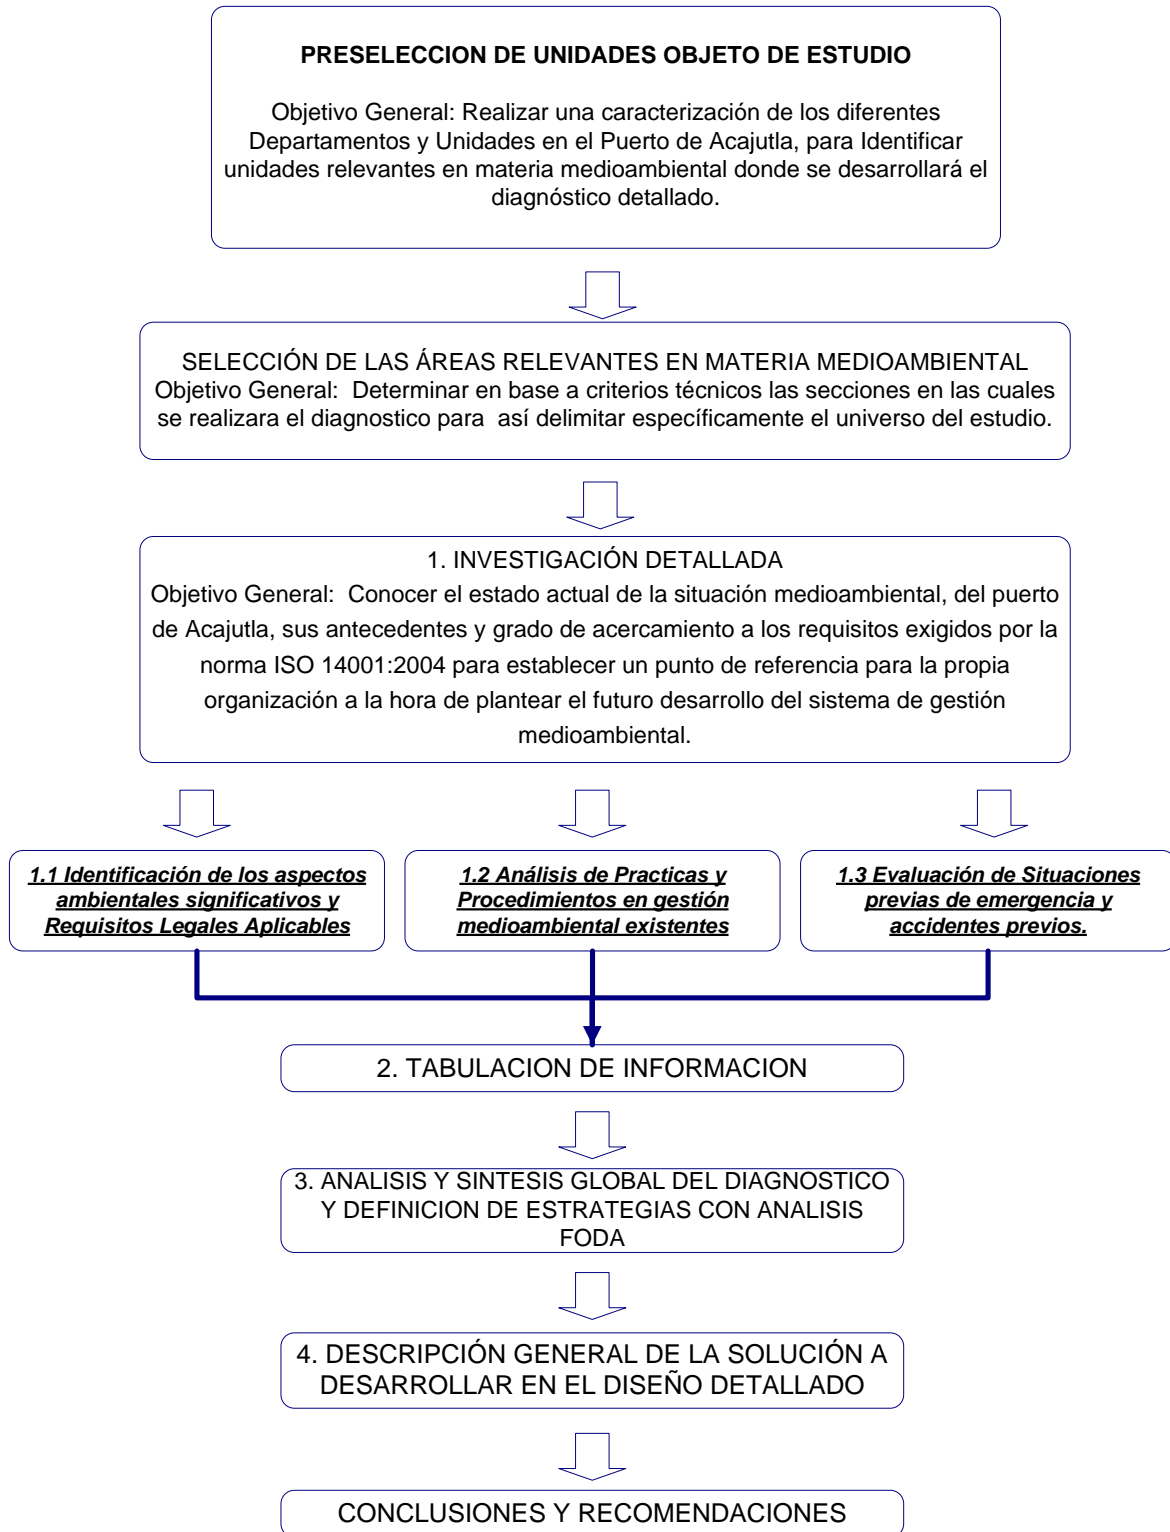 PRESELECCION DE UNIDADES OBJETO DE ESTUDIO
Objetivo General: Realizar una caracterización de los diferentes
Departamentos y Unidades en el Puerto de Acajutla, para Identificar
unidades relevantes en materia medioambiental donde se desarrollará el
diagnóstico detallado.
SELECCIÓN DE LAS ÁREAS RELEVANTES EN MATERIA MEDIOAMBIENTAL
Objetivo General:  Determinar en base a criterios técnicos las secciones en las cuales
se realizara el diagnostico para  así delimitar específicamente el universo del estudio.
1. INVESTIGACIÓN DETALLADA
Objetivo General:  Conocer el estado actual de la situación medioambiental, del puerto
de Acajutla, sus antecedentes y grado de acercamiento a los requisitos exigidos por la
norma ISO 14001:2004 para establecer un punto de referencia para la propia
organización a la hora de plantear el futuro desarrollo del sistema de gestión
medioambiental.
1.1 Identificación de los aspectos
ambientales significativos y
Requisitos Legales Aplicables
1.2 Análisis de Practicas y
Procedimientos en gestión
medioambiental existentes
1.3 Evaluación de Situaciones
previas de emergencia y
accidentes previos.
2. TABULACION DE INFORMACION
3. ANALISIS Y SINTESIS GLOBAL DEL DIAGNOSTICO
Y DEFINICION DE ESTRATEGIAS CON ANALISIS
FODA
4. DESCRIPCIÓN GENERAL DE LA SOLUCIÓN A
DESARROLLAR EN EL DISEÑO DETALLADO
CONCLUSIONES Y RECOMENDACIONES